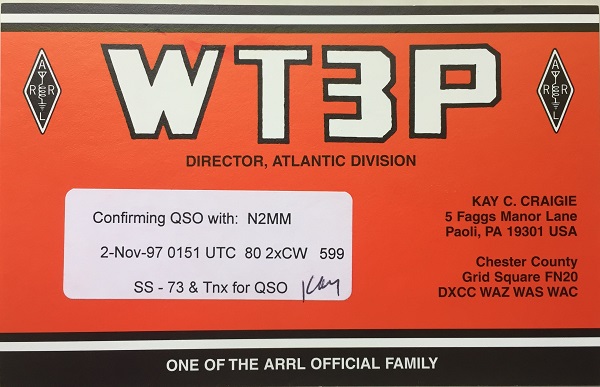 WT3P
A
R R
L
A
R R
L
DIRECTOR, ATLANTIC DIVISION
Confirming QSO with: N2MM
2-Nov-97 0151 UTC 80 2xCW 599
SS - 73 & Tnx for QSO Kay
KAY C. CRAIGIE
5 Faggs Manor Lane
Paoli, PA 19301 USA
Chester County
Grid Square FN20
DXCC WAZ WAS WAC
ONE OF THE ARRL OFFICIAL FAMILY